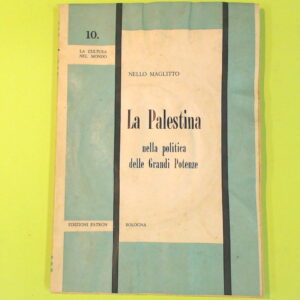 10.
LA CULTURA
NEL MONDO
NELLO MAGLITTO
La Palestina
nella politica
delle Grandi Potenze
EDIZIONI PATRON BOLOGNA